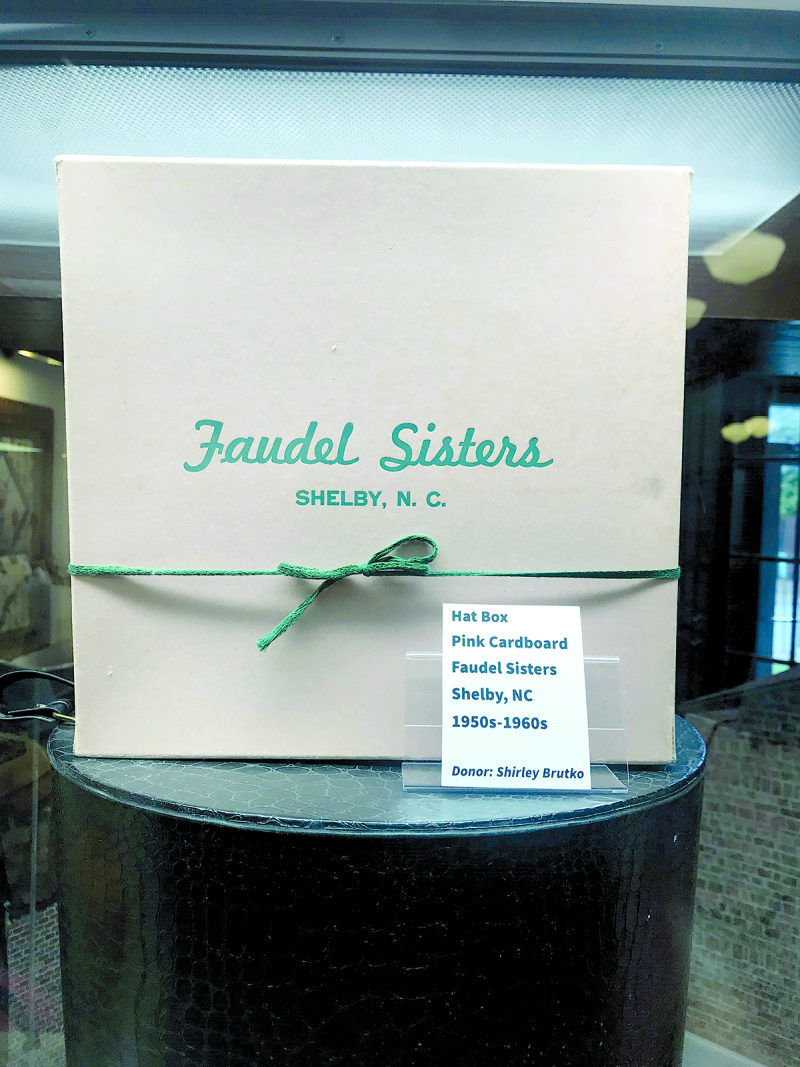 Faudel Sisters
SHELBY, N. C.
Hat Box
Pink Cardboard
Faudel Sisters
Shelby, NC
1950s-1960s
Donor: Shirley Brutko